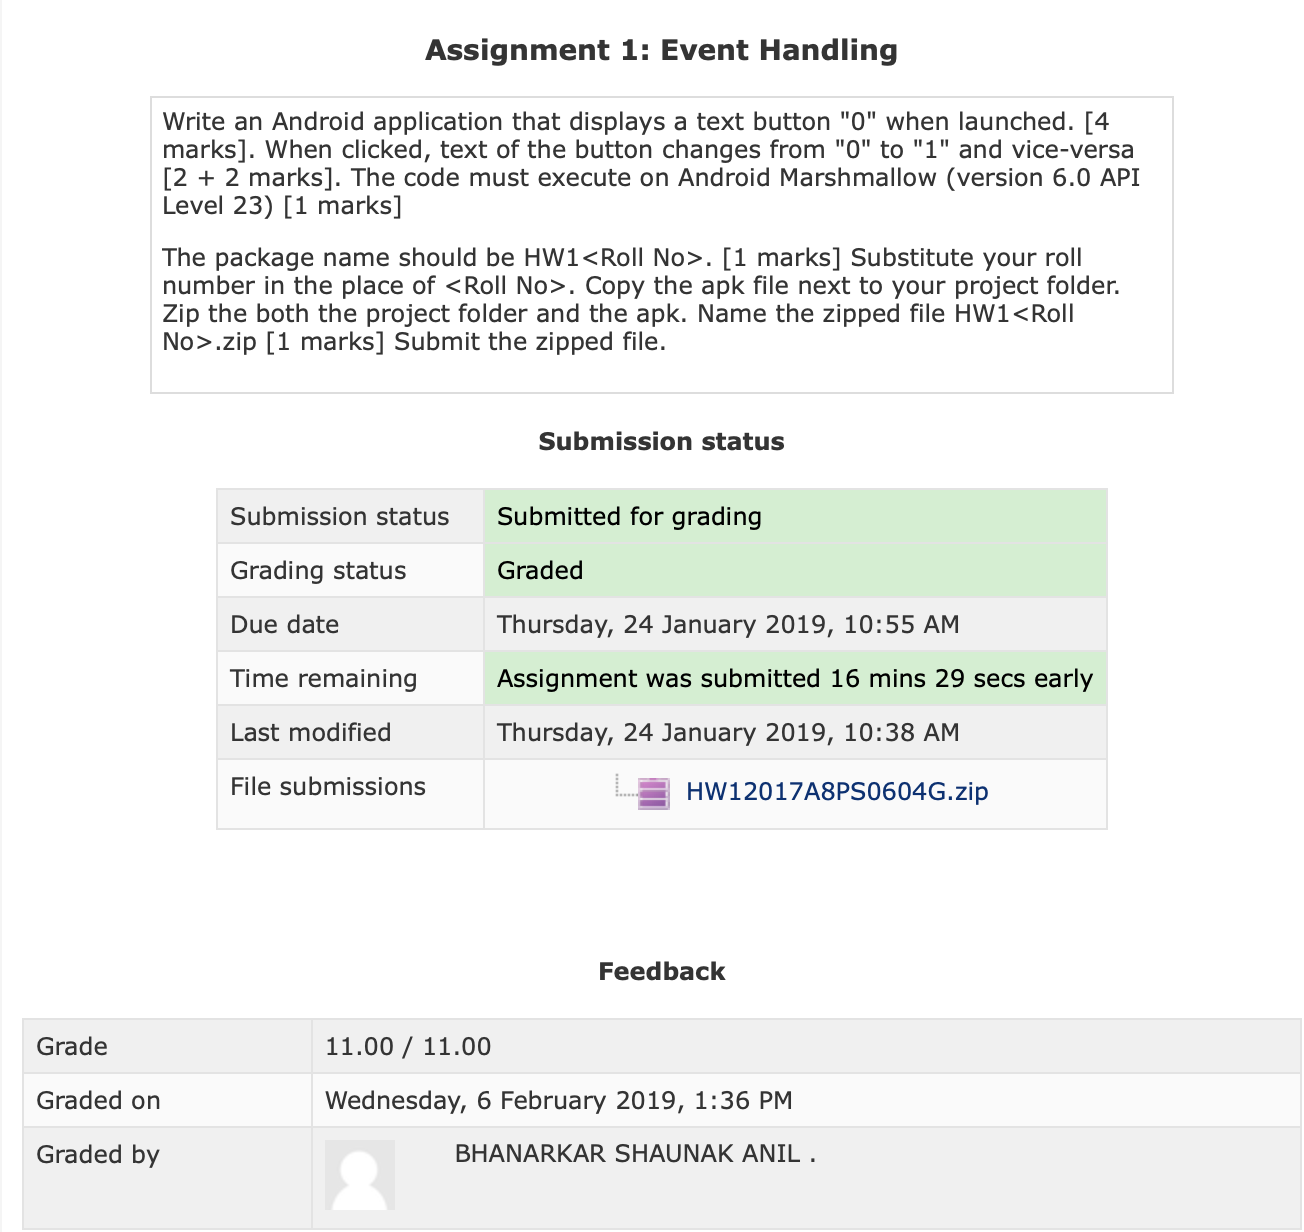 Assignment 1: Event Handling
Write an Android application that displays a text button "0" when launched. [4
marks]. When clicked, text of the button changes from "0" to "1" and vice-versa
[2 + 2 marks]. The code must execute on Android Marshmallow (version 6.0 API
Level 23) [1 marks]
The package name should be HW1<Roll No>. [1 marks] Substitute your roll
number in the place of <Roll No>. Copy the apk file next to your project folder.
Zip the both the project folder and the apk. Name the zipped file HW1<Roll
No>.zip [1 marks] Submit the zipped file.
Submission status
Submission status Submitted for grading
Grading status Graded
Due date Thursday, 24 January 2019, 10:55 AM
Time remaining Assignment was submitted 16 mins 29 secs early
Last modified Thursday, 24 January 2019, 10:38 AM
File submissions HW12017A8PS0604G.zip
Feedback
Grade 11.00 / 11.00
Graded on Wednesday, 6 February 2019, 1:36 PM
Graded by BHANARKAR SHAUNAK ANIL .